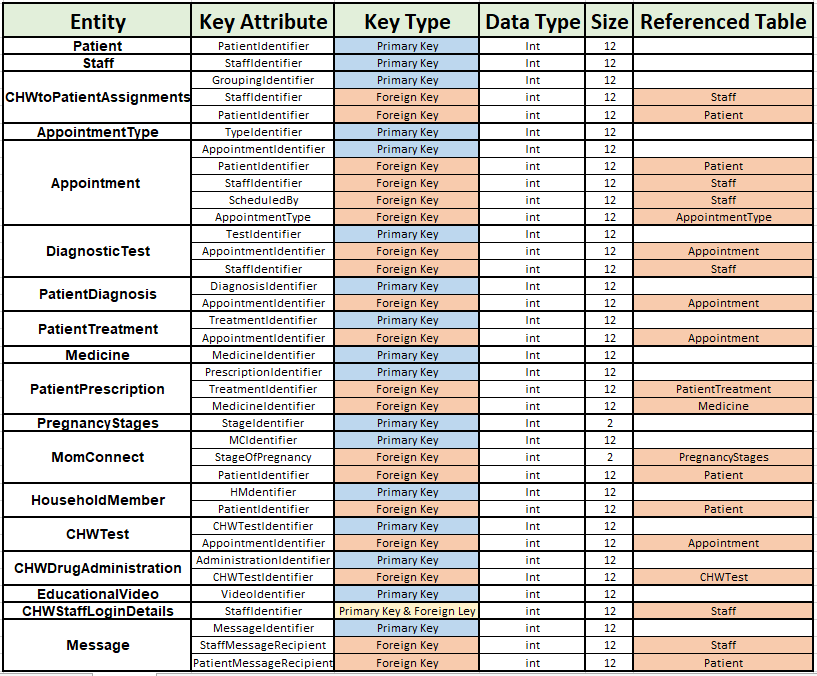 Entity Key Attribute Key Type Data Type Size Referenced Table
Patient PatientIdentifier Primary Key Int 12
Staff StaffIdentifier Primary Key Int 12
CHWtoPatientAssignments GroupingIdentifier Primary Key Int 12
StaffIdentifier Foreign Key int 12 Staff
PatientIdentifier Foreign Key int 12 Patient
AppointmentType TypeIdentifier Primary Key Int 12
Appointment AppointmentIdentifier Primary Key Int 12
PatientIdentifier Foreign Key int 12 Patient
StaffIdentifier Foreign Key int 12 Staff
ScheduledBy Foreign Key int 12 Staff
AppointmentType Foreign Key int 12 AppointmentType
DiagnosticTest TestIdentifier Primary Key Int 12
AppointmentIdentifier Foreign Key int 12 Appointment
StaffIdentifier Foreign Key int 12 Staff
PatientDiagnosis DiagnosisIdentifier Primary Key Int 12
AppointmentIdentifier Foreign Key int 12 Appointment
PatientTreatment TreatmentIdentifier Primary Key Int 12
AppointmentIdentifier Foreign Key int 12 Appointment
Medicine MedicineIdentifier Primary Key Int 12
PatientPrescription PrescriptionIdentifier Primary Key Int 12
TreatmentIdentifier Foreign Key int 12 PatientTreatment
MedicineIdentifier Foreign Key int 12 Medicine
PregnancyStages StageIdentifier Primary Key Int 2
MomConnect MCIdentifier Primary Key Int 12
StageOfPregnancy Foreign Key int 2 PregnancyStages
PatientIdentifier Foreign Key int 12 Patient
HouseholdMember HMdentifier Primary Key Int 12
PatientIdentifier Foreign Key int 12 Patient
CHWTest CHWTestIdentifier Primary Key Int 12
AppointmentIdentifier Foreign Key int 12 Appointment
CHWDrugAdministration AdministrationIdentifier Primary Key Int 12
CHWTestIdentifier Foreign Key int 12 CHWTest
EducationalVideo VideoIdentifier Primary Key Int 12
CHWStaffLoginDetails StaffIdentifier Primary Key & Foreign Ley int 12 Staff
Message MessageIdentifier Primary Key Int 12
StaffMessageRecipient Foreign Key int 12 Staff
PatientMessageRecipient Foreign Key int 12 Patient